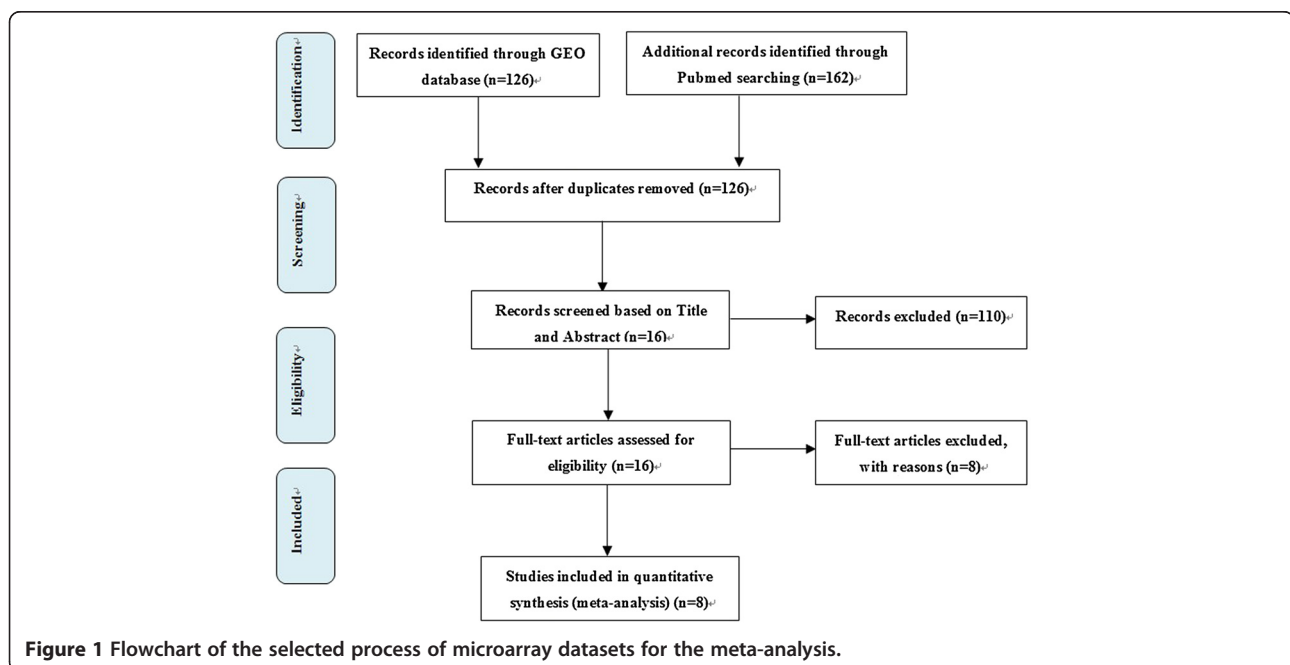 Identification
Records identified through GEO
database (n=126)↵
Additional records identified through
Pubmed searching (n=162)↵
Screening
Records after duplicates removed (n=126)↵
Records screened based on Title
and Abstract (n=16)↵
Records excluded (n=110)↵
Eligibility
Full-text articles assessed for
eligibility (n=16)↵
Full-text articles excluded,
with reasons (n=8)↵
Included
Studies included in quantitative
synthesis (meta-analysis) (n=8)↵
Figure 1 Flowchart of the selected process of microarray datasets for the meta-analysis.